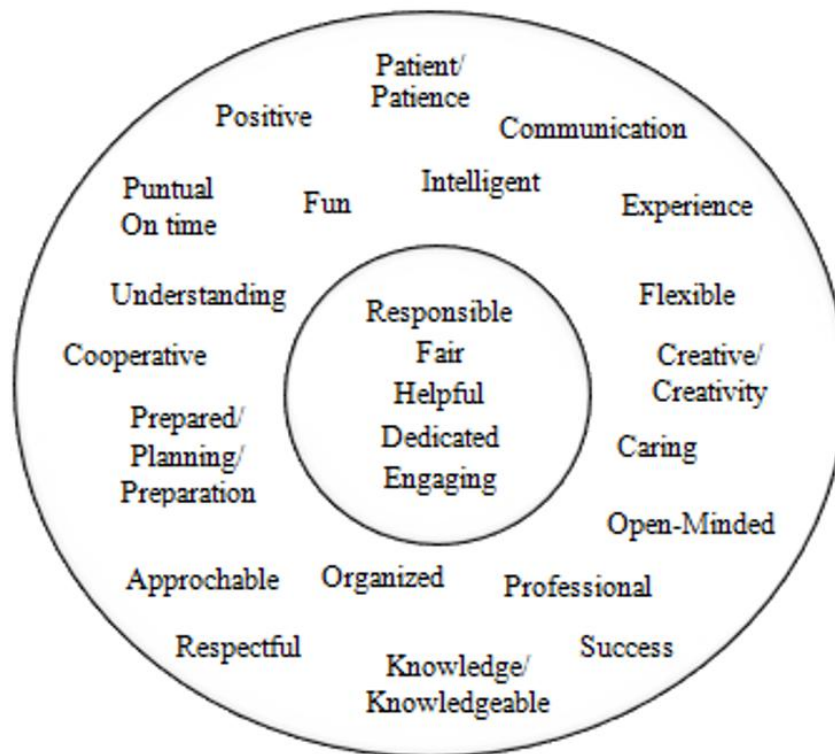 Patient/
Patience
Positive
Communication
Intelligent
Puntual
On time
Fun
Experience
Understanding
Flexible
Responsible
Cooperative
Fair
Creative/
Creativity
Helpful
Prepared/
Planning/
Preparation
Dedicated
Caring
Engaging
Open-Minded
Approchable
Organized
Professional
Respectful
Success
Knowledge/
Knowledgeable